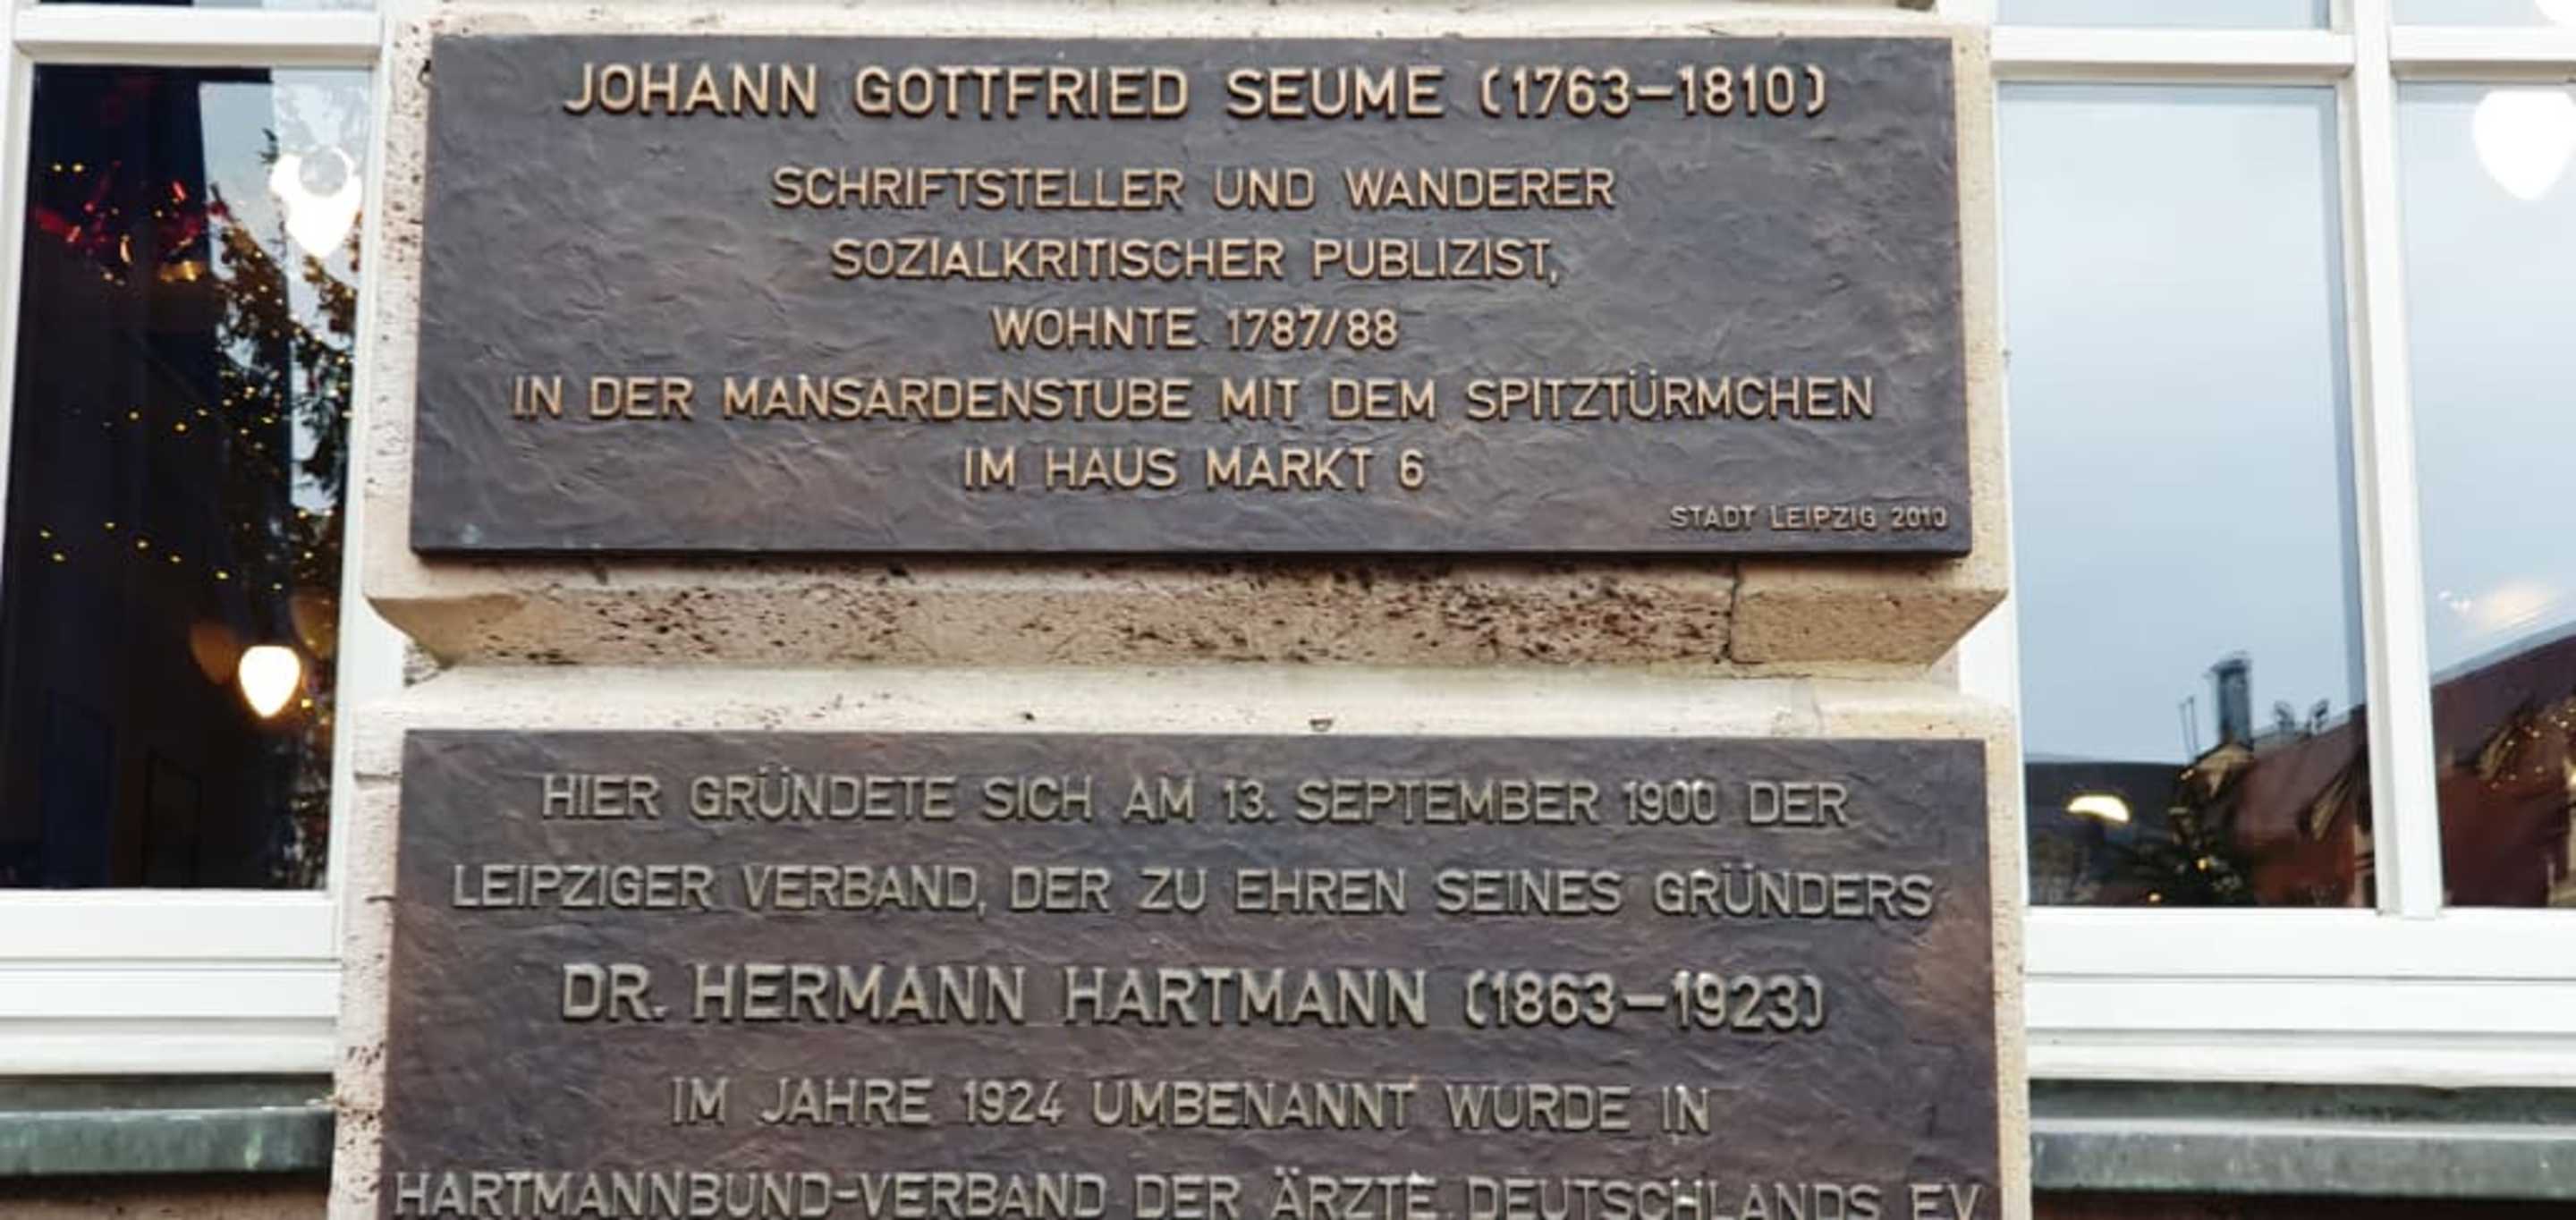 JOHANN GOTTFRIED SEUME (1763–1810)
SCHRIFTSTELLER UND WANDERER
SOZIALKRITISCHER PUBLIZIST,
WOHNTE 1787/88
IN DER MANSARDENSTUBE MIT DEM SPITZTÜRMCHEN
IM HAUS MARKT 6
STADT LEIPZIG 2010
HIER GRÜNDETE SICH AM 13. SEPTEMBER 1900 DER
LEIPZIGER VERBAND, DER ZU EHREN SEINES GRÜNDERS
DR. HERMANN HARTMANN (1863–1923)
IM JAHRE 1924 UMBENANNT WURDE IN
HARTMANNBUND-VERBAND DER ÄRZTE DEUTSCHLANDS EV